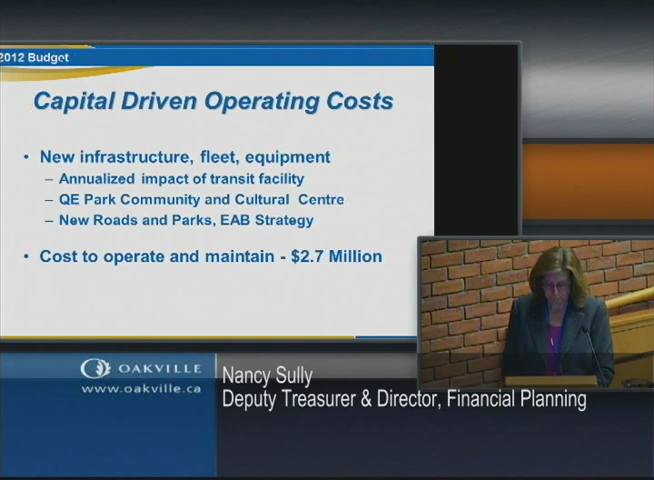 2012 Budget
Capital Driven Operating Costs
• New infrastructure, fleet, equipment
– Annualized impact of transit facility
– QE Park Community and Cultural Centre
– New Roads and Parks, EAB Strategy
• Cost to operate and maintain - $2.7 Million
OAKVILLE
www.oakville.ca
Nancy Sully
Deputy Treasurer & Director, Financial Planning